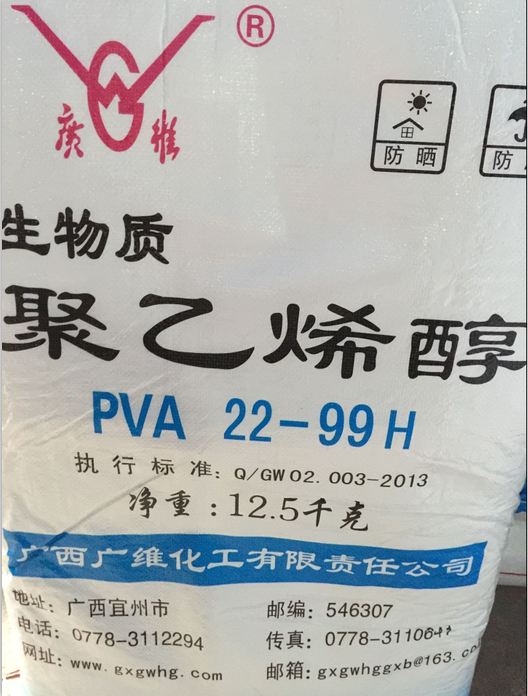 ®
廣維
防晒
防
生物质
聚乙烯醇
PVA 22-99H
执行标准: Q/GW02.003-2013
净重:12.5千克
广西广维化工有限责任公司
地址: 广西宜州市 邮编: 546307
电话: 0778-3112294 传真: 0778-31106
网址: www.gxgwhg.com 邮箱: gxgwhggxb@163.co